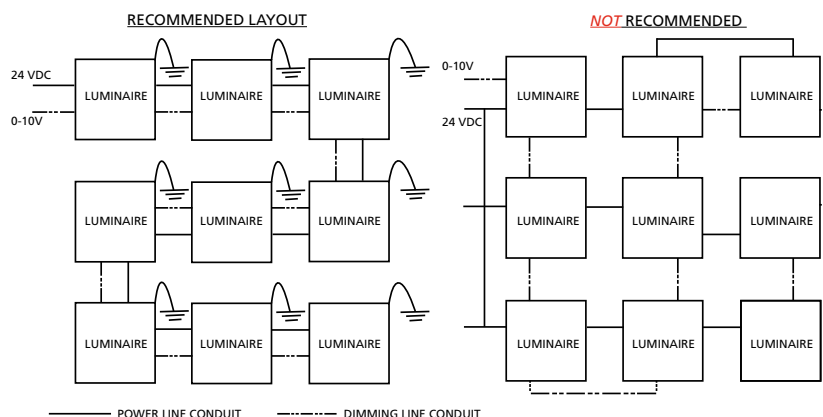 RECOMMENDED LAYOUT
24 VDC
0-10V
LUMINAIRE LUMINAIRE LUMINAIRE
LUMINAIRE LUMINAIRE LUMINAIRE
LUMINAIRE LUMINAIRE LUMINAIRE
NOT RECOMMENDED
0-10V
24 VDC
LUMINAIRE LUMINAIRE LUMINAIRE
LUMINAIRE LUMINAIRE LUMINAIRE
LUMINAIRE LUMINAIRE LUMINAIRE
POWER LINE CONDUIT DIMMING LINE CONDUIT